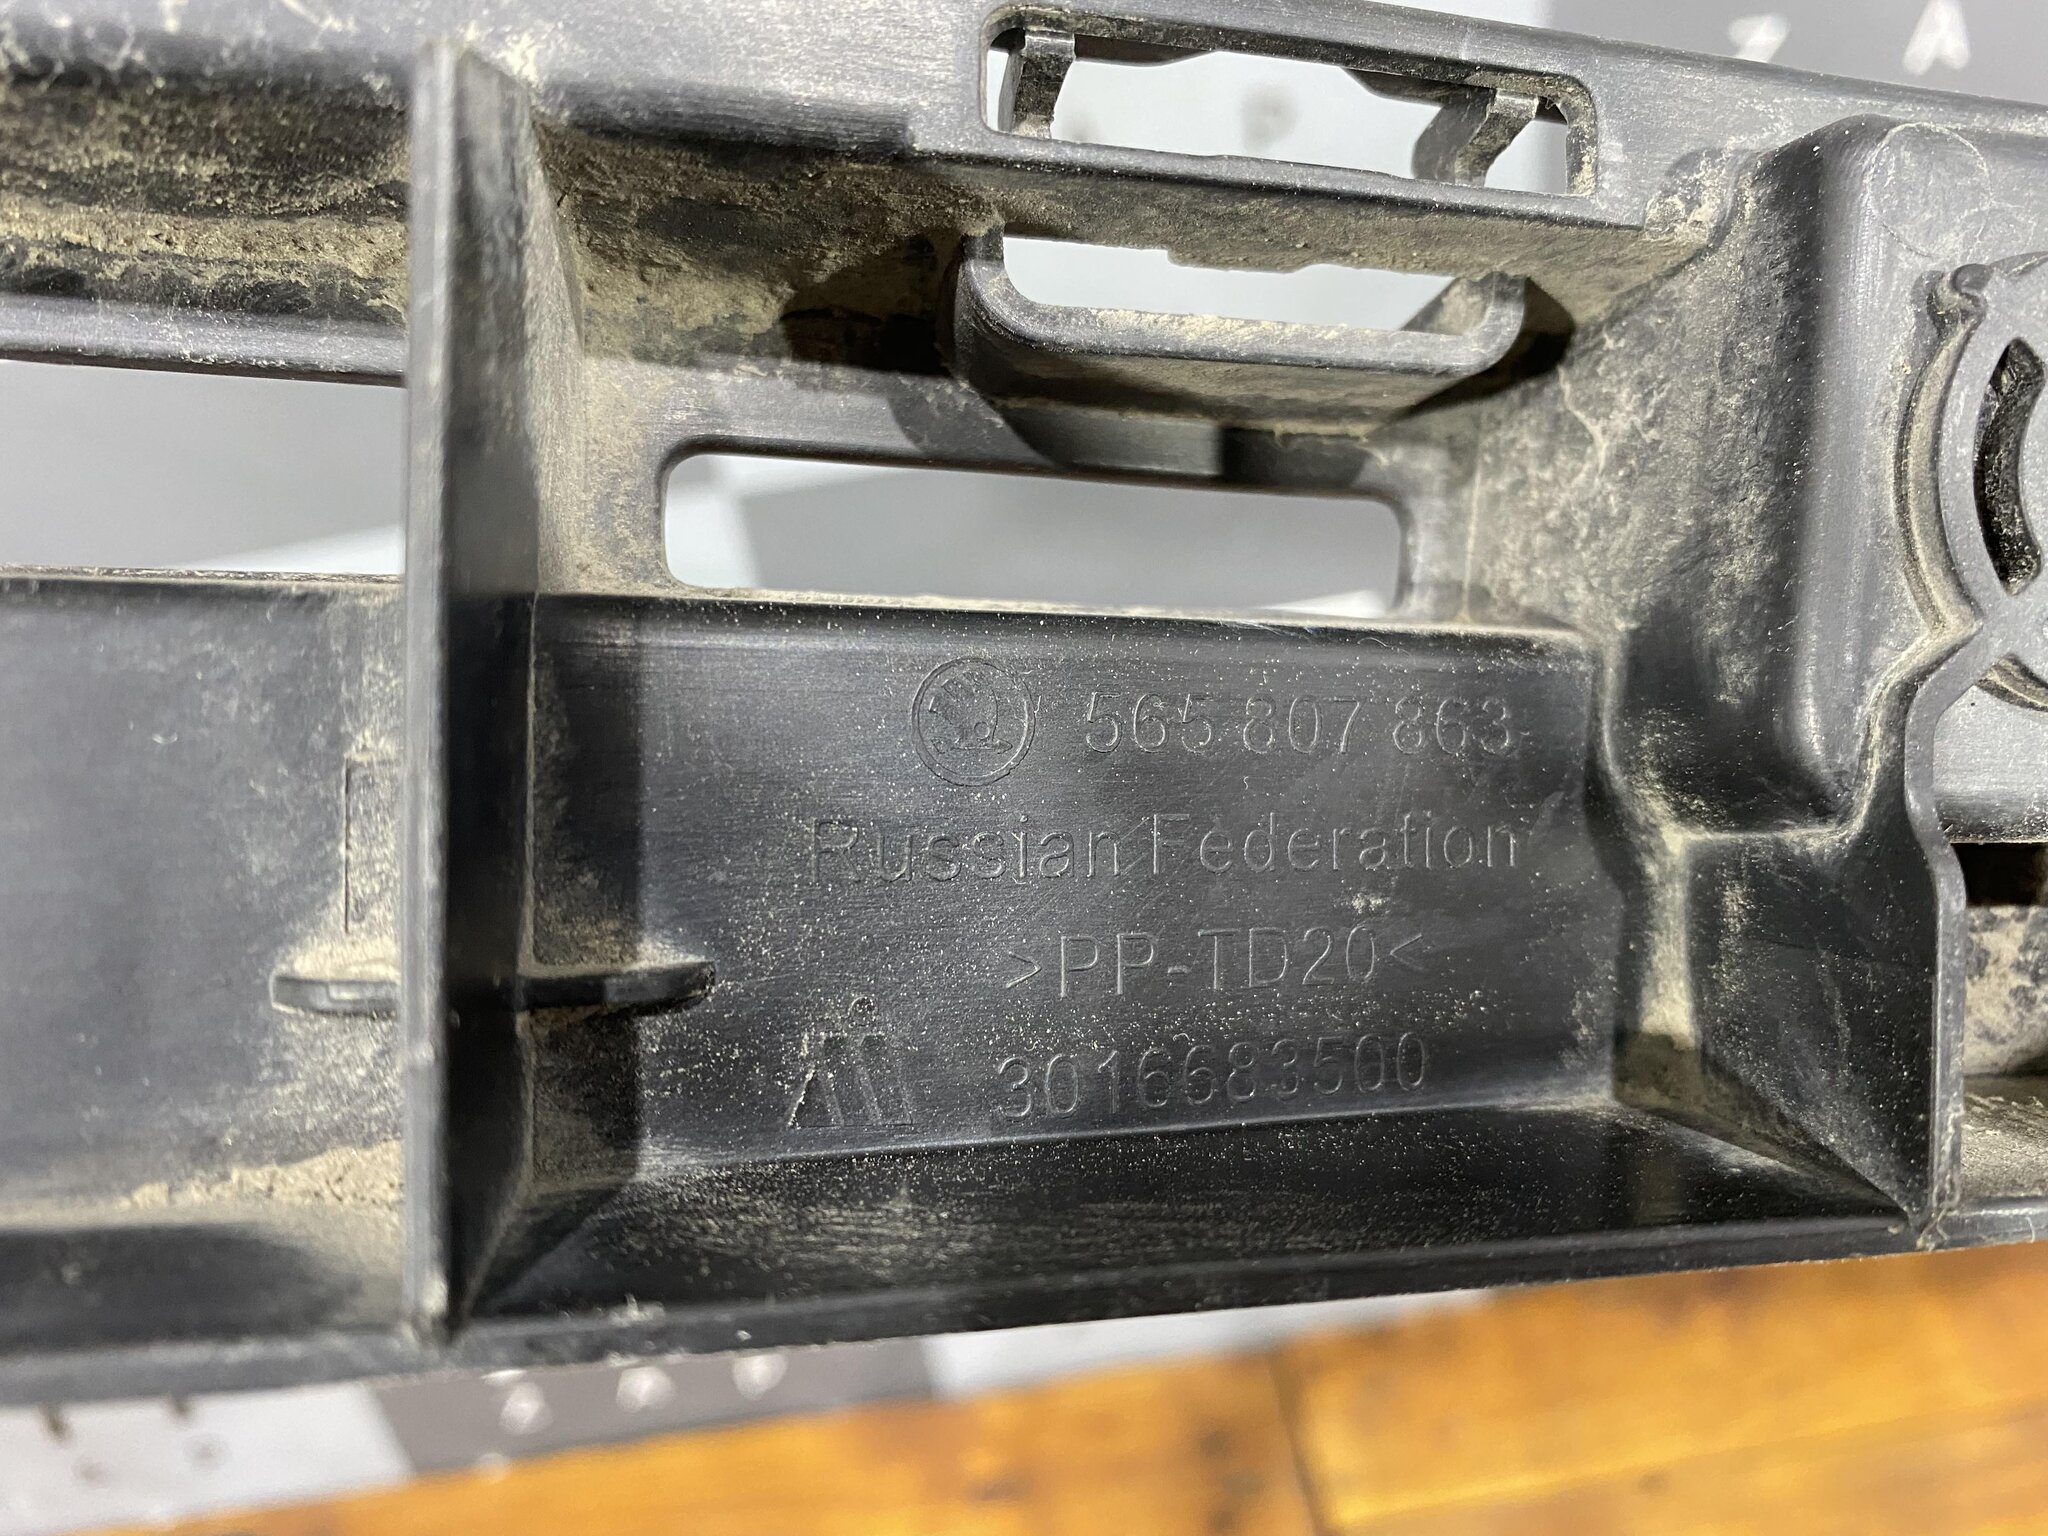 565 807 863
Russian Federation
>PP-TD20<
3016683500